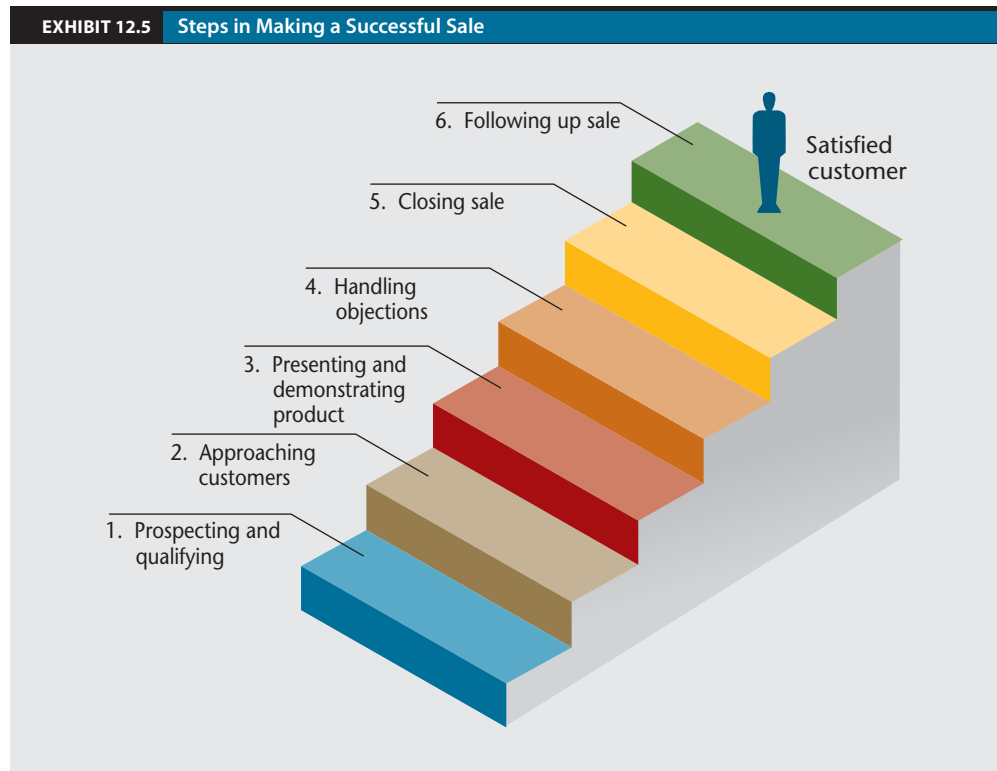 EXHIBIT 12.5 Steps in Making a Successful Sale
6. Following up sale
Satisfied
customer
5. Closing sale
4. Handling
objections
3. Presenting and
demonstrating
product
2. Approaching
customers
1. Prospecting and
qualifying